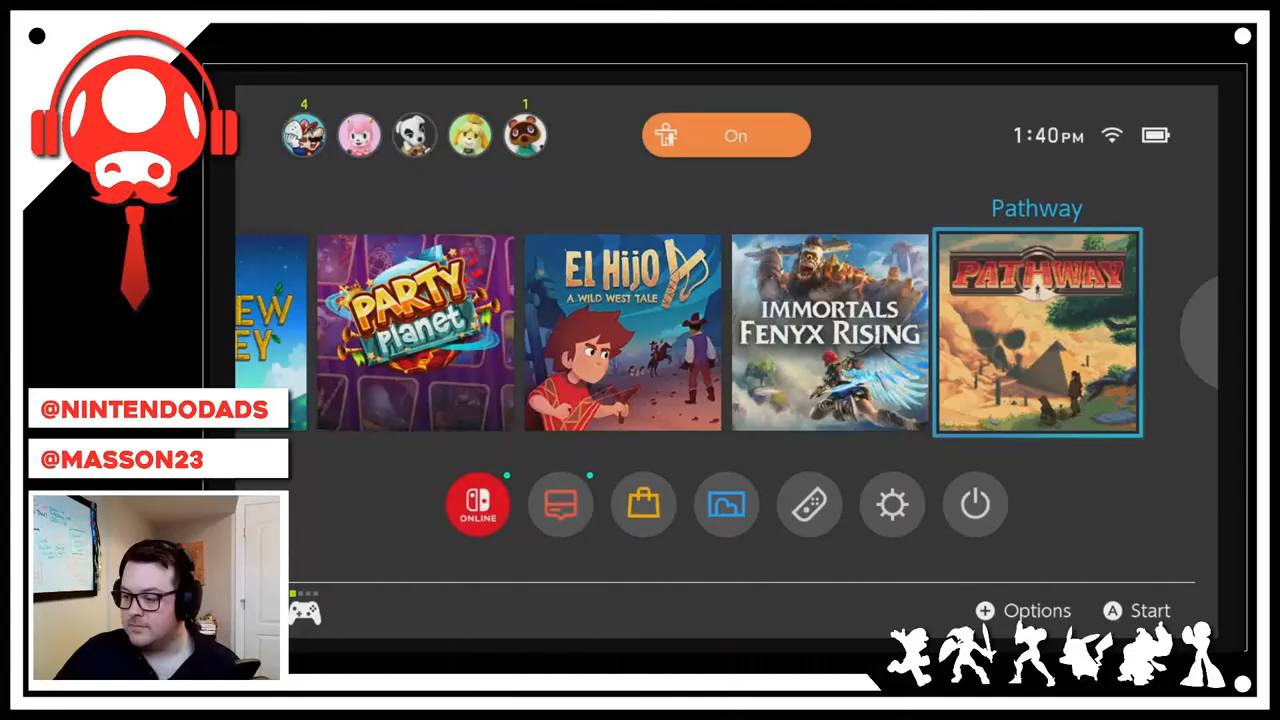 4
1
On
1:40PM
Pathway
EW
EY
PARTY
Planet
EL HIJO
A WILD WEST TALE
IMMORTALS
FENYX RISING
PATHWAY
@NINTENDODADS
@MASSON23
ONLINE
+ Options
A Start